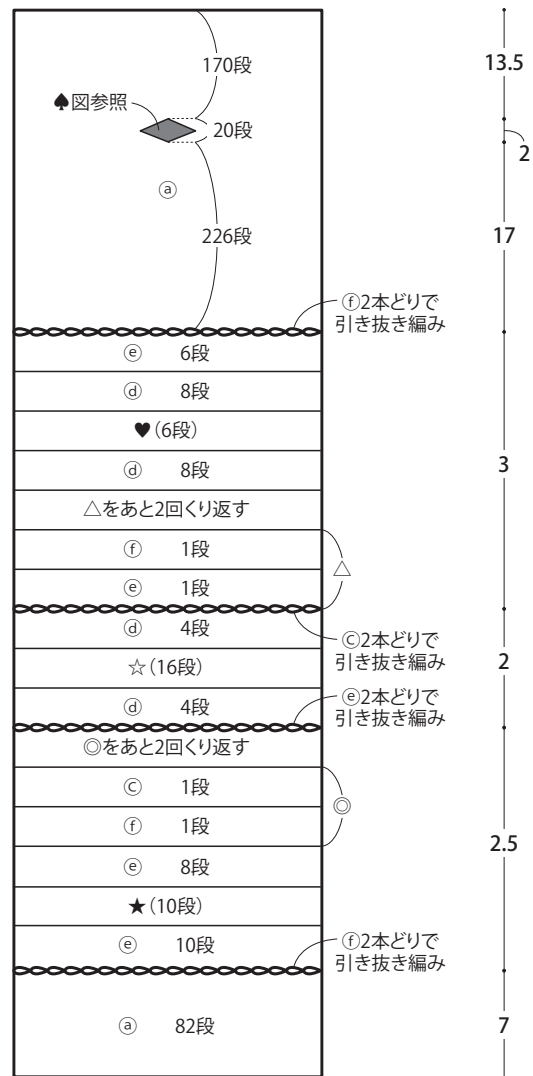 170段
13.5
♠図参照
20段
2
ⓐ
226段
17
ⓕ2本どりで
引き抜き編み
ⓔ 6段
ⓓ 8段
♥(6段)
3
ⓓ 8段
△をあと2回くり返す
ⓕ 1段
△
ⓔ 1段
ⓓ 4段
ⓒ2本どりで
引き抜き編み
☆(16段)
2
ⓓ 4段
ⓔ2本どりで
引き抜き編み
◎をあと2回くり返す
ⓒ 1段
◎
ⓕ 1段
2.5
ⓔ 8段
★(10段)
ⓔ 10段
ⓕ2本どりで
引き抜き編み
ⓐ 82段
7